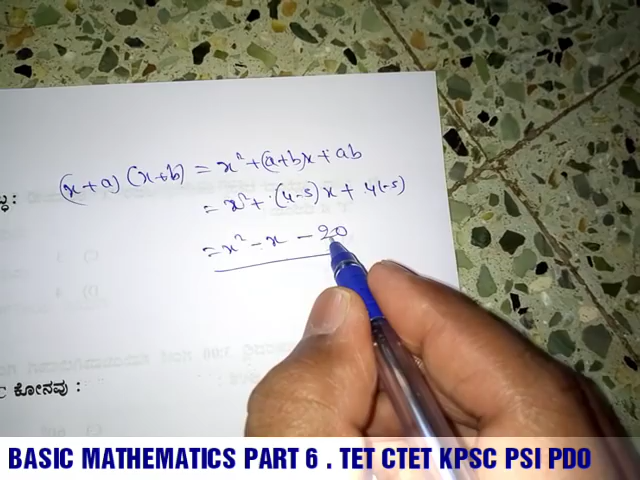 (x+a) (x+b) = x² + (a+b)x + ab
= x² + (4-5) x + 4(-5)
= x² - x - 20
C ಕೋನವು :
BASIC MATHEMATICS PART 6 . TET CTET KPSC PSI PDO